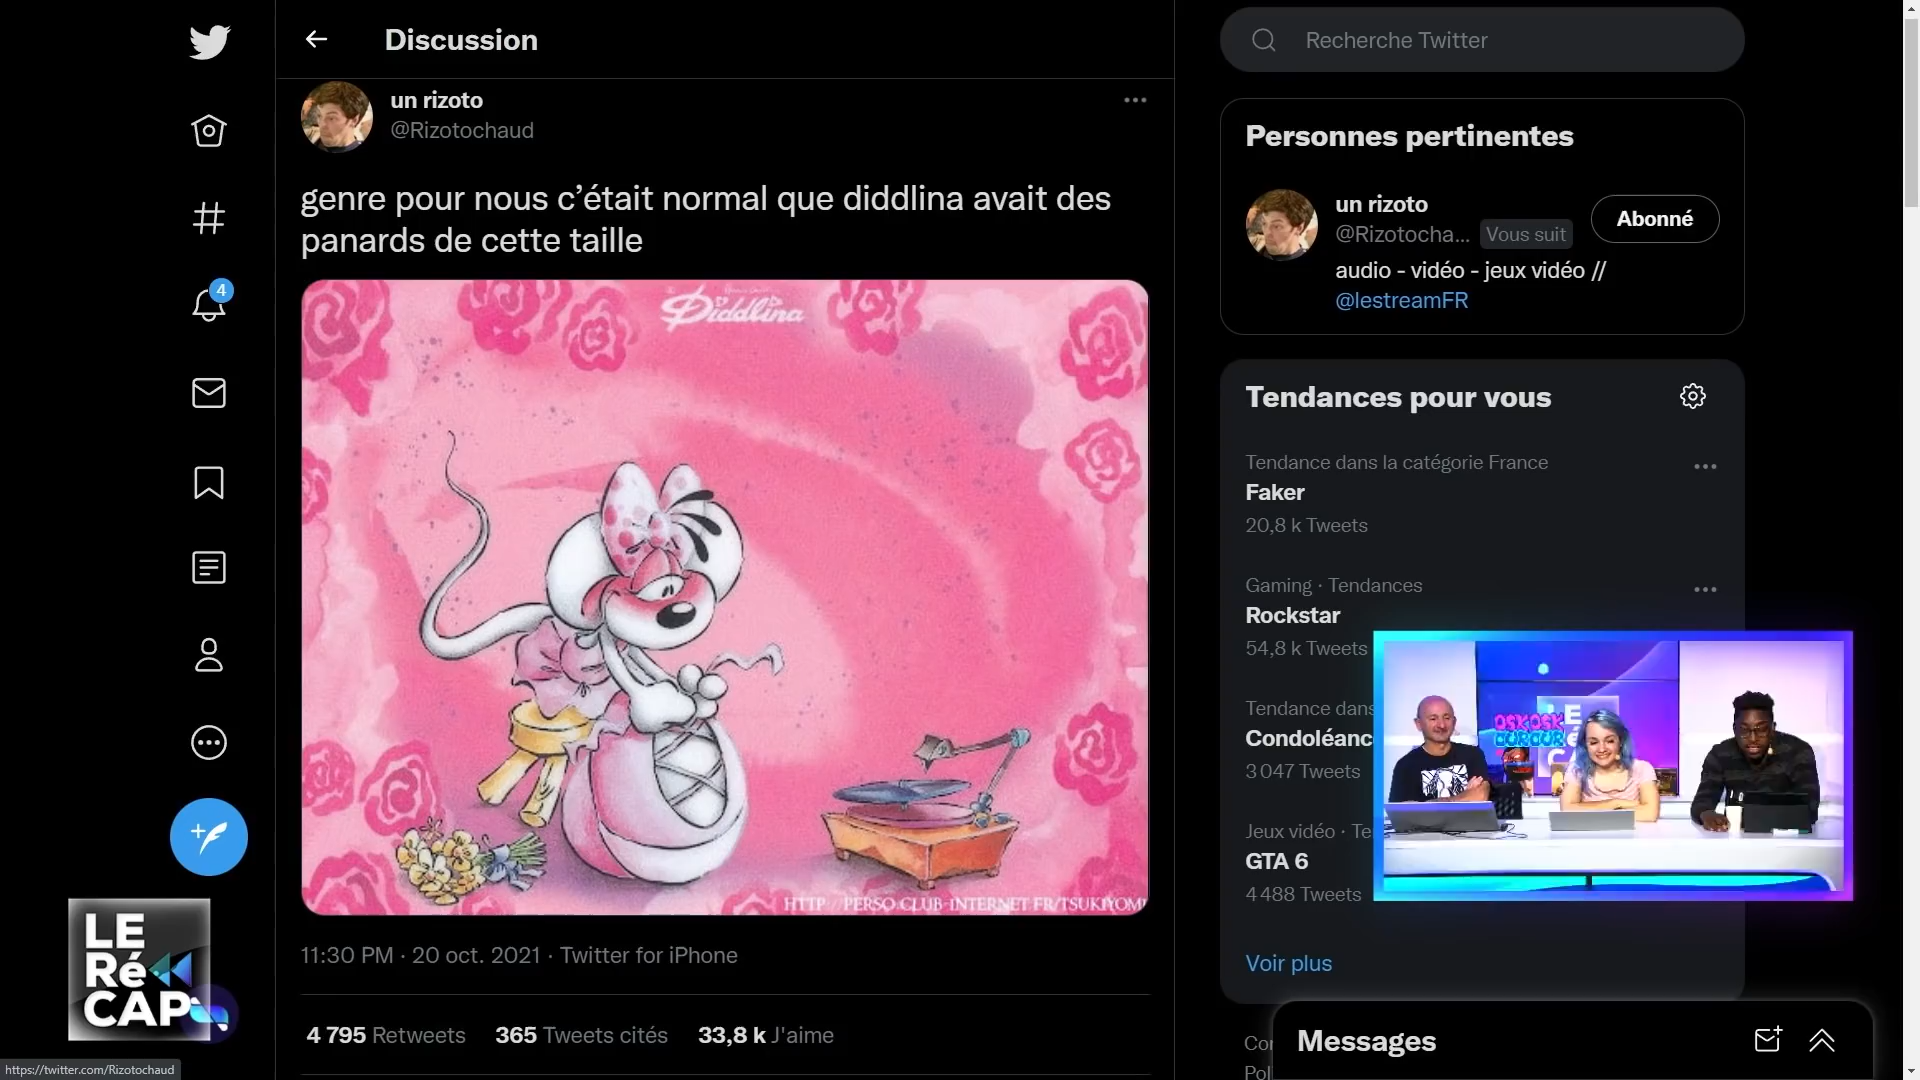 Discussion
un rizoto
@Rizotochaud
genre pour nous c’était normal que diddlina avait des
panards de cette taille
Diddlina
HTTP://PERSO.CLUB-INTERNET.FR/TSUKIYOMI
11:30 PM · 20 oct. 2021 · Twitter for iPhone
4 795 Retweets 365 Tweets cités 33,8 k J'aime
4
LE
Ré
CAP
https://twitter.com/Rizotochaud
Recherche Twitter
Personnes pertinentes
un rizoto
@Rizotocha... Vous suit
Abonné
audio - vidéo - jeux vidéo //
@lestreamFR
Tendances pour vous
Tendance dans la catégorie France
Faker
20,8 k Tweets
Gaming · Tendances
Rockstar
54,8 k Tweets
Tendance dans
Condoléanc
3 047 Tweets
Jeux vidéo · Te
GTA 6
4 488 Tweets
OSKOSK
OUROUR
Voir plus
Messages